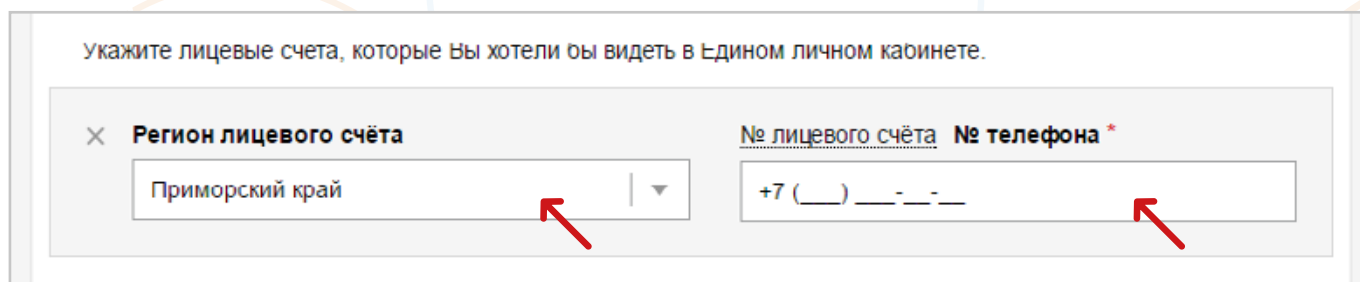 Укажите лицевые счета, которые Вы хотели бы видеть в Едином личном кабинете.
Регион лицевого счёта
№ лицевого счёта № телефона *
Приморский край
+7 (___) ___-__-__